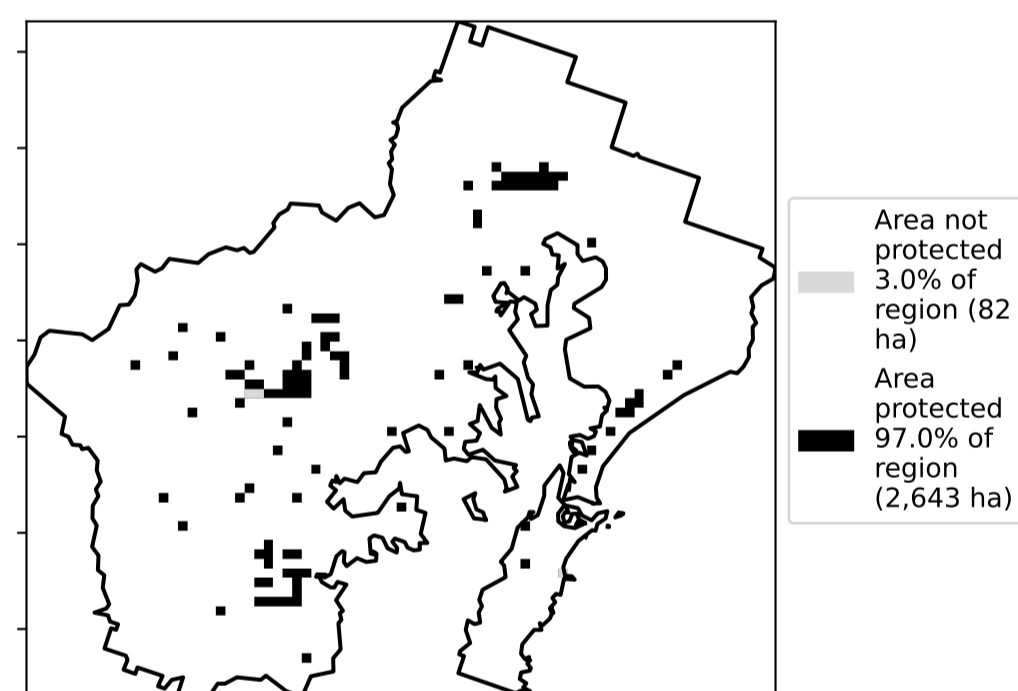 Area not
protected
3.0% of
region (82
ha)
Area
protected
97.0% of
region
(2,643 ha)